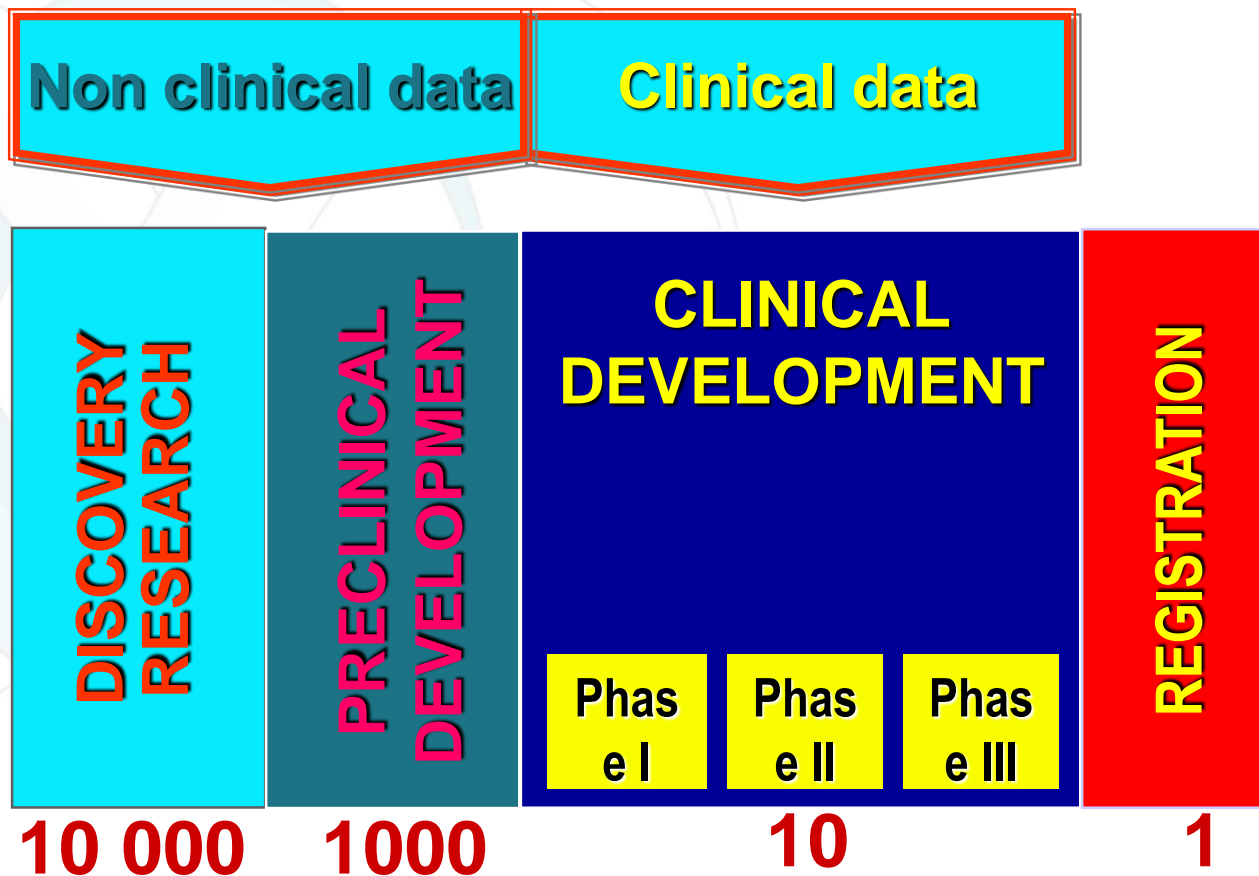 Non clinical data
Clinical data
DISCOVERY
RESEARCH
PRECLINICAL
DEVELOPMENT
CLINICAL
DEVELOPMENT
Phas
e I
Phas
e II
Phas
e III
REGISTRATION
10 000
1000
10
1